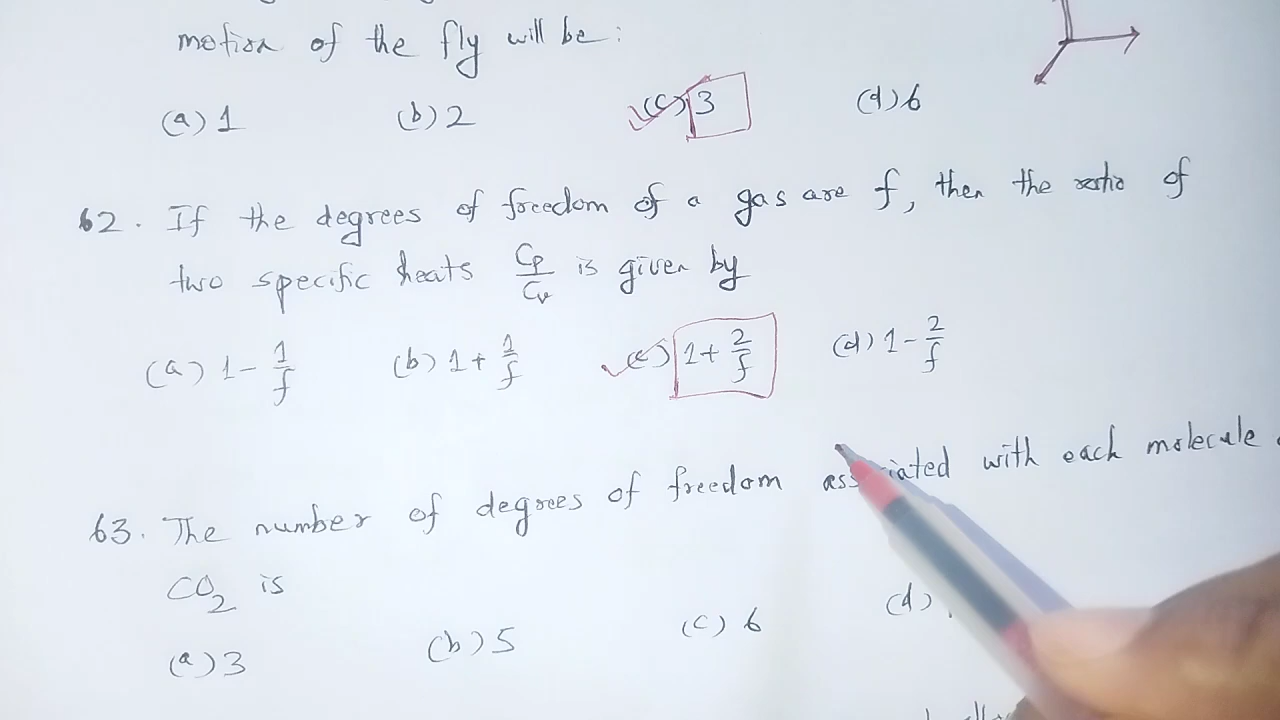 motion of the fly will be:
(a) 1 (b) 2 (c) 3 (d) 6
62. If the degrees of freedom of a gas are f, then the ratio of
two specific heats Cp/Cv is given by
(a) 1 - 1/f (b) 1 + 1/f (c) 1 + 2/f (d) 1 - 2/f
63. The number of degrees of freedom associated with each molecule
CO₂ is
(a) 3 (b) 5 (c) 6 (d)